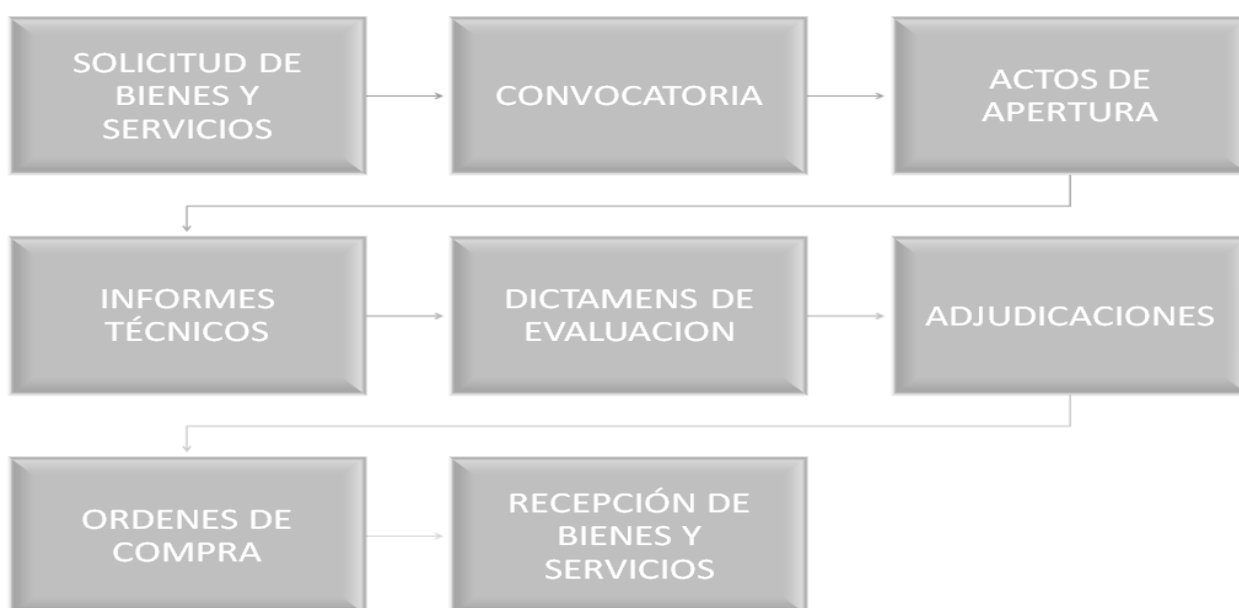 SOLICITUD DE
BIENES Y
SERVICIOS
CONVOCATORIA
ACTOS DE
APERTURA
INFORMES
TÉCNICOS
DICTAMENS DE
EVALUACION
ADJUDICACIONES
ORDENES DE
COMPRA
RECEPCIÓN DE
BIENES Y
SERVICIOS